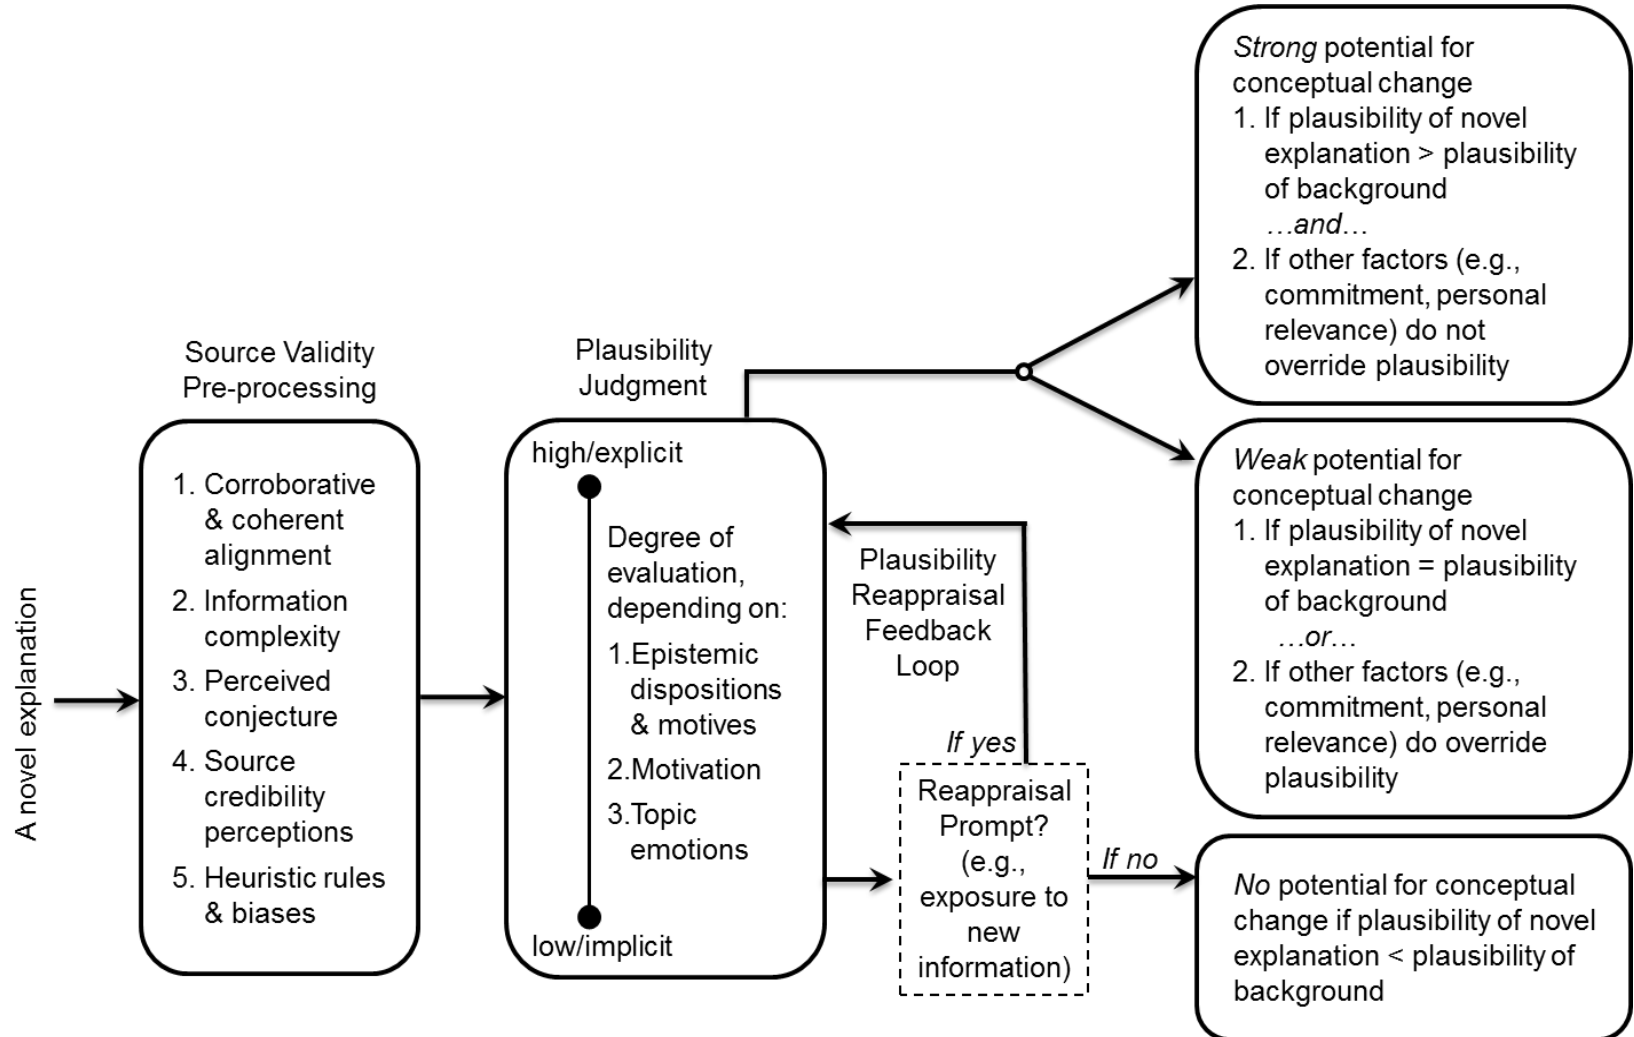 A novel explanation
Source Validity
Pre-processing
1. Corroborative
& coherent
alignment
2. Information
complexity
3. Perceived
conjecture
4. Source
credibility
perceptions
5. Heuristic rules
& biases
Plausibility
Judgment
high/explicit
Degree of
evaluation,
depending on:
1.Epistemic
dispositions
& motives
2.Motivation
3.Topic
emotions
low/implicit
Plausibility
Reappraisal
Feedback
Loop
If yes
Reappraisal
Prompt?
(e.g.,
exposure to
new
information)
If no
Strong potential for
conceptual change
1. If plausibility of novel
explanation > plausibility
of background
...and...
2. If other factors (e.g.,
commitment, personal
relevance) do not
override plausibility
Weak potential for
conceptual change
1. If plausibility of novel
explanation = plausibility
of background
...or...
2. If other factors (e.g.,
commitment, personal
relevance) do override
plausibility
No potential for conceptual
change if plausibility of novel
explanation < plausibility of
background